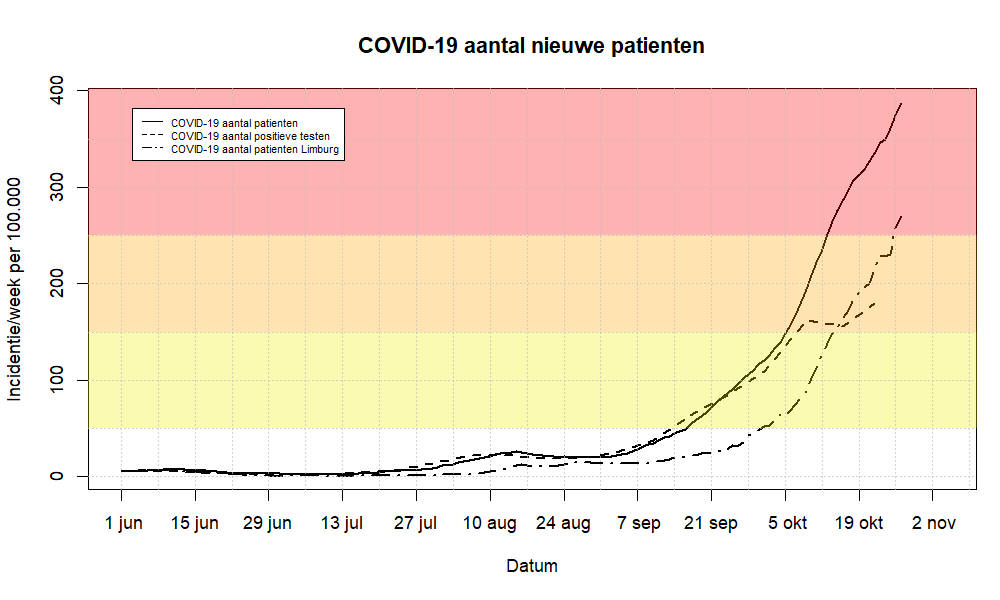 COVID-19 aantal nieuwe patienten
Incidentie/week per 100.000
400
300
200
100
0
COVID-19 aantal patienten
COVID-19 aantal positieve testen
COVID-19 aantal patienten Limburg
1 jun 15 jun 29 jun 13 jul 27 jul 10 aug 24 aug 7 sep 21 sep 5 okt 19 okt 2 nov
Datum